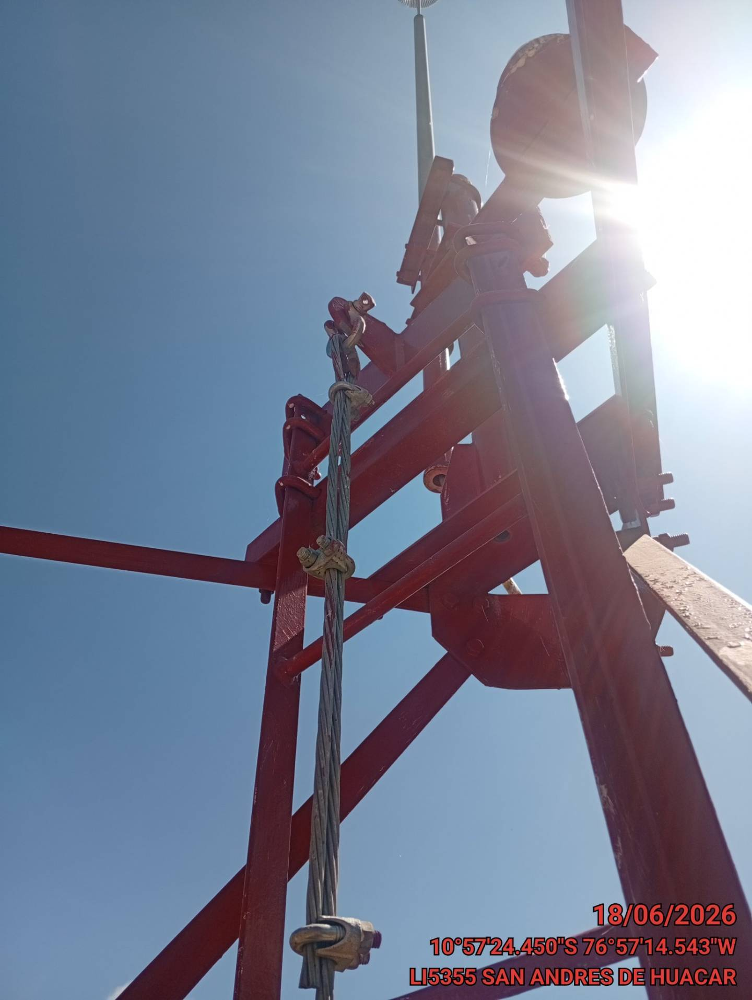 18/06/2026
10°57'24.450"S 76°57'14.543"W
LI5355 SAN ANDRES DE HUACAR